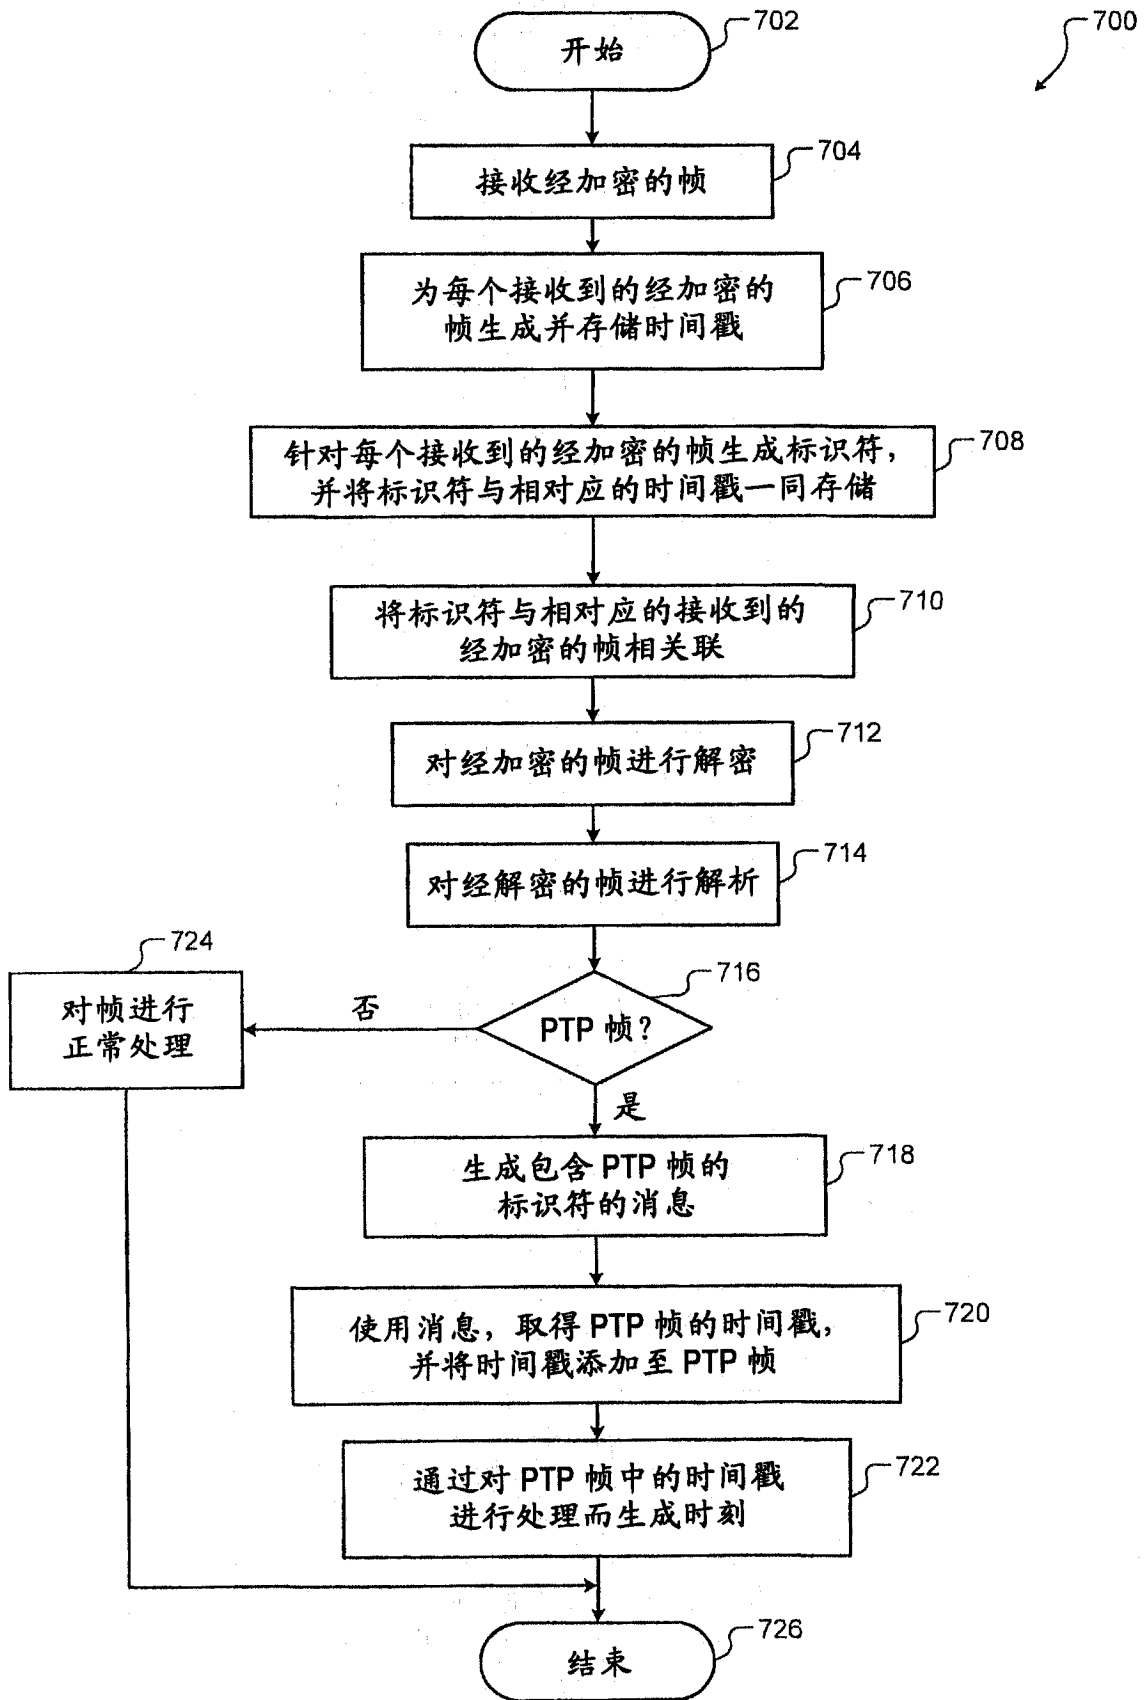 开始
702
700
接收经加密的帧
704
为每个接收到的经加密的
帧生成并存储时间戳
706
针对每个接收到的经加密的帧生成标识符，
并将标识符与相对应的时间戳一同存储
708
将标识符与相对应的接收到的
经加密的帧相关联
710
对经加密的帧进行解密
712
对经解密的帧进行解析
714
PTP 帧？
716
否
对帧进行
正常处理
724
是
生成包含 PTP 帧的
标识符的消息
718
使用消息，取得 PTP 帧的时间戳，
并将时间戳添加至 PTP 帧
720
通过对 PTP 帧中的时间戳
进行处理而生成时刻
722
结束
726